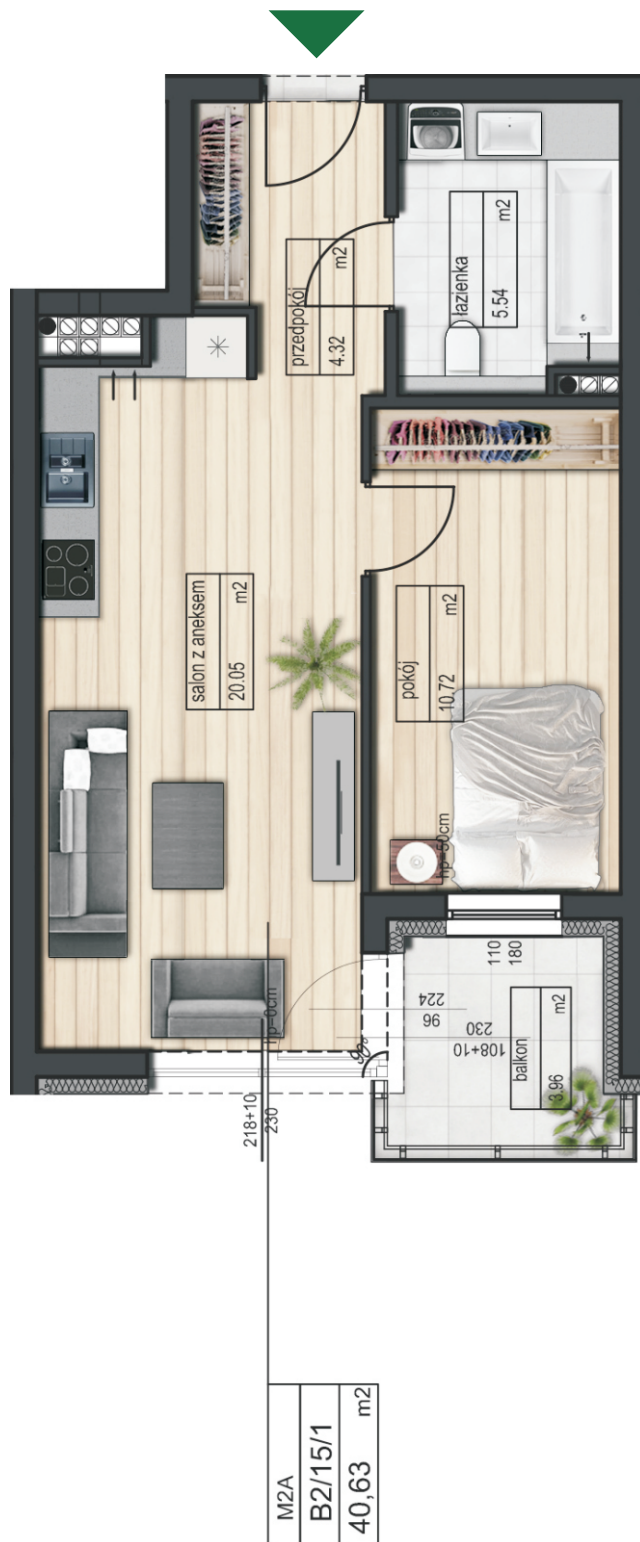 przedpokój
4.32 m2
łazienka
5.54 m2
1
salon z aneksem
20.05 m2
pokój
10.72 m2
hp=50cm
110
180
balkon
3.96 m2
96
224
108+10
230
90°
hp=0cm
218+10
230
M2A
B2/15/1
40,63 m2